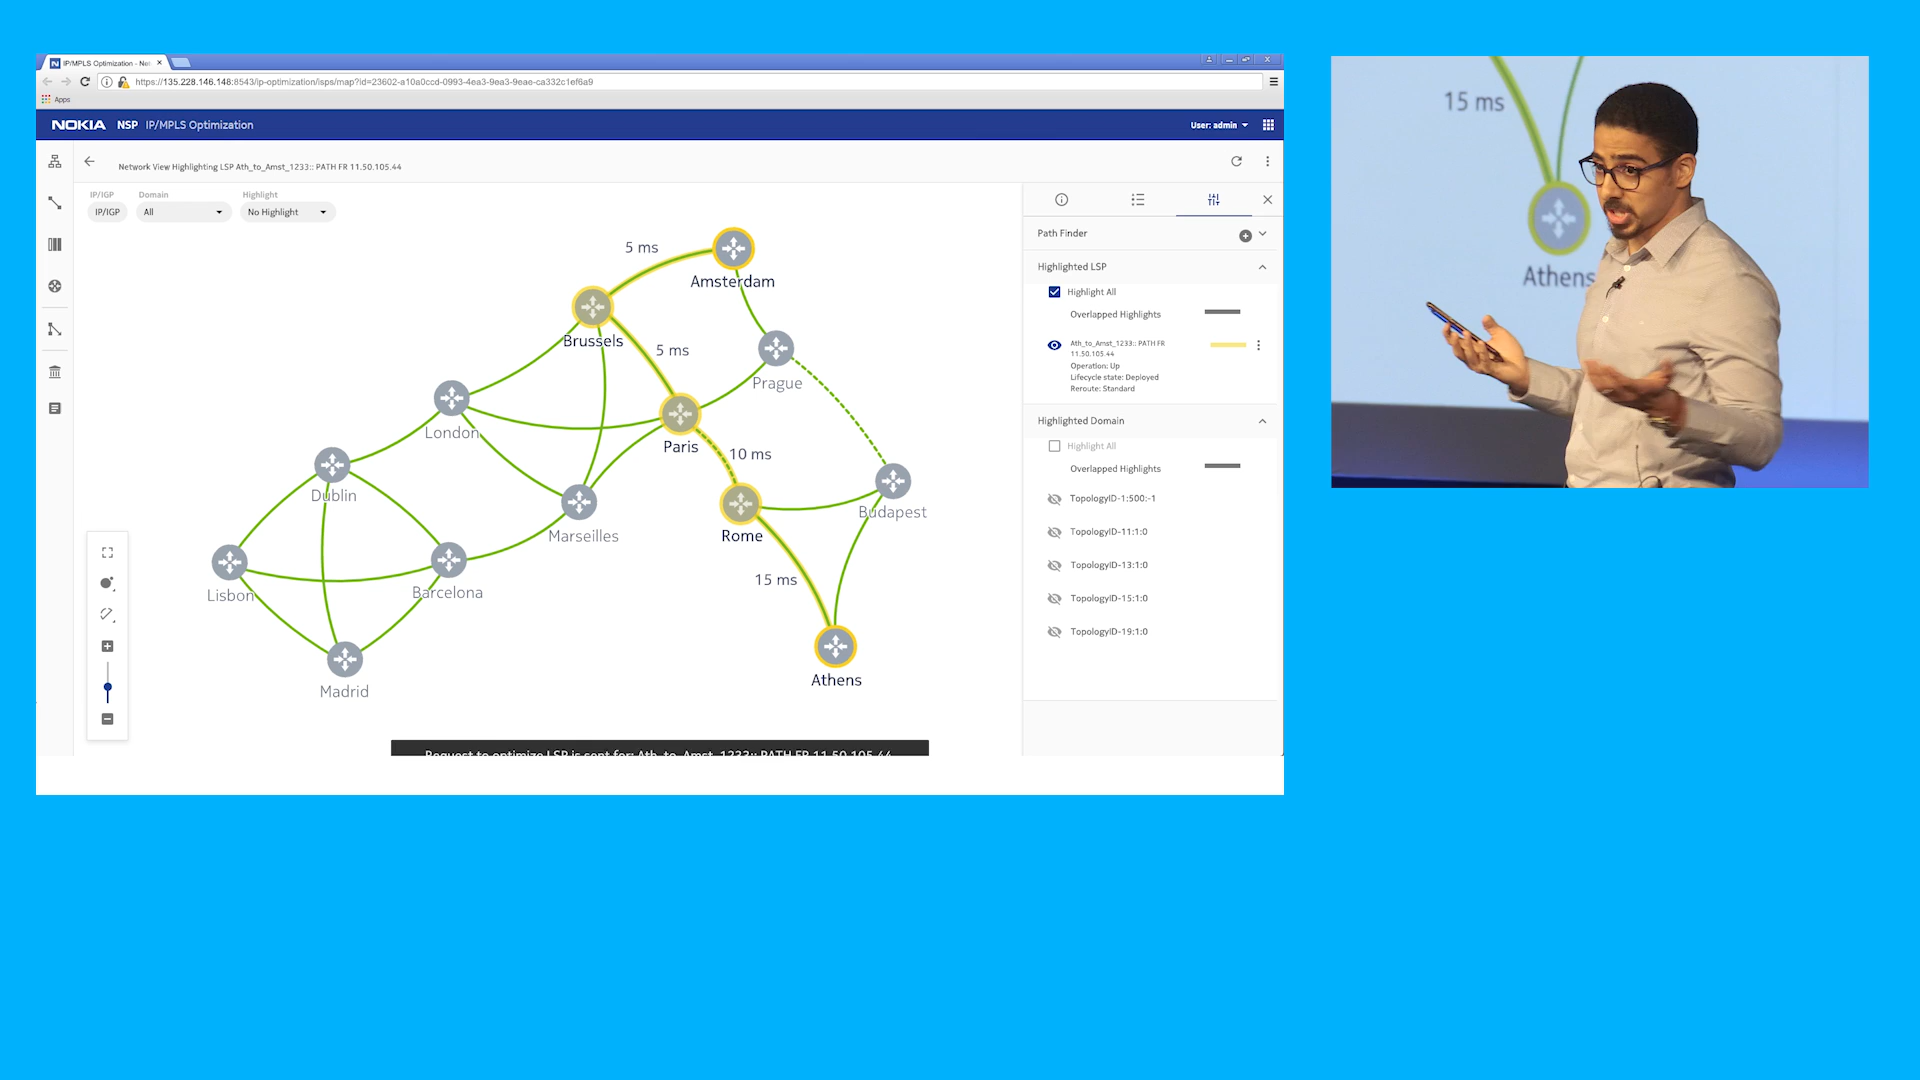 IP/MPLS Optimization - Ne
https://135.228.146.148:8543/ip-optimization/lsps/map?id=23602-a10a0ccd-0993-4ea3-9ea3-9eae-ca332c1ef6a9
Apps
NOKIA NSP IP/MPLS Optimization
User: admin
Network View Highlighting LSP Ath_to_Amst_1233:: PATH FR 11.50.105.44
IP/IGP Domain Highlight
IP/IGP All No Highlight
5 ms
Amsterdam
Brussels
5 ms
Prague
London
Paris
10 ms
Dublin
Budapest
Marseilles
Rome
15 ms
Lisbon
Barcelona
Athens
Madrid
Request to optimize LSP is sent for: Ath_to_Amst_1233:: PATH FR 11.50.105.44
Path Finder
Highlighted LSP
Highlight All
Overlapped Highlights
Ath_to_Amst_1233:: PATH FR
11.50.105.44
Operation: Up
Lifecycle state: Deployed
Reroute: Standard
Highlighted Domain
Highlight All
Overlapped Highlights
TopologyID-1:500:-1
TopologyID-11:1:0
TopologyID-13:1:0
TopologyID-15:1:0
TopologyID-19:1:0
15 ms
Athens